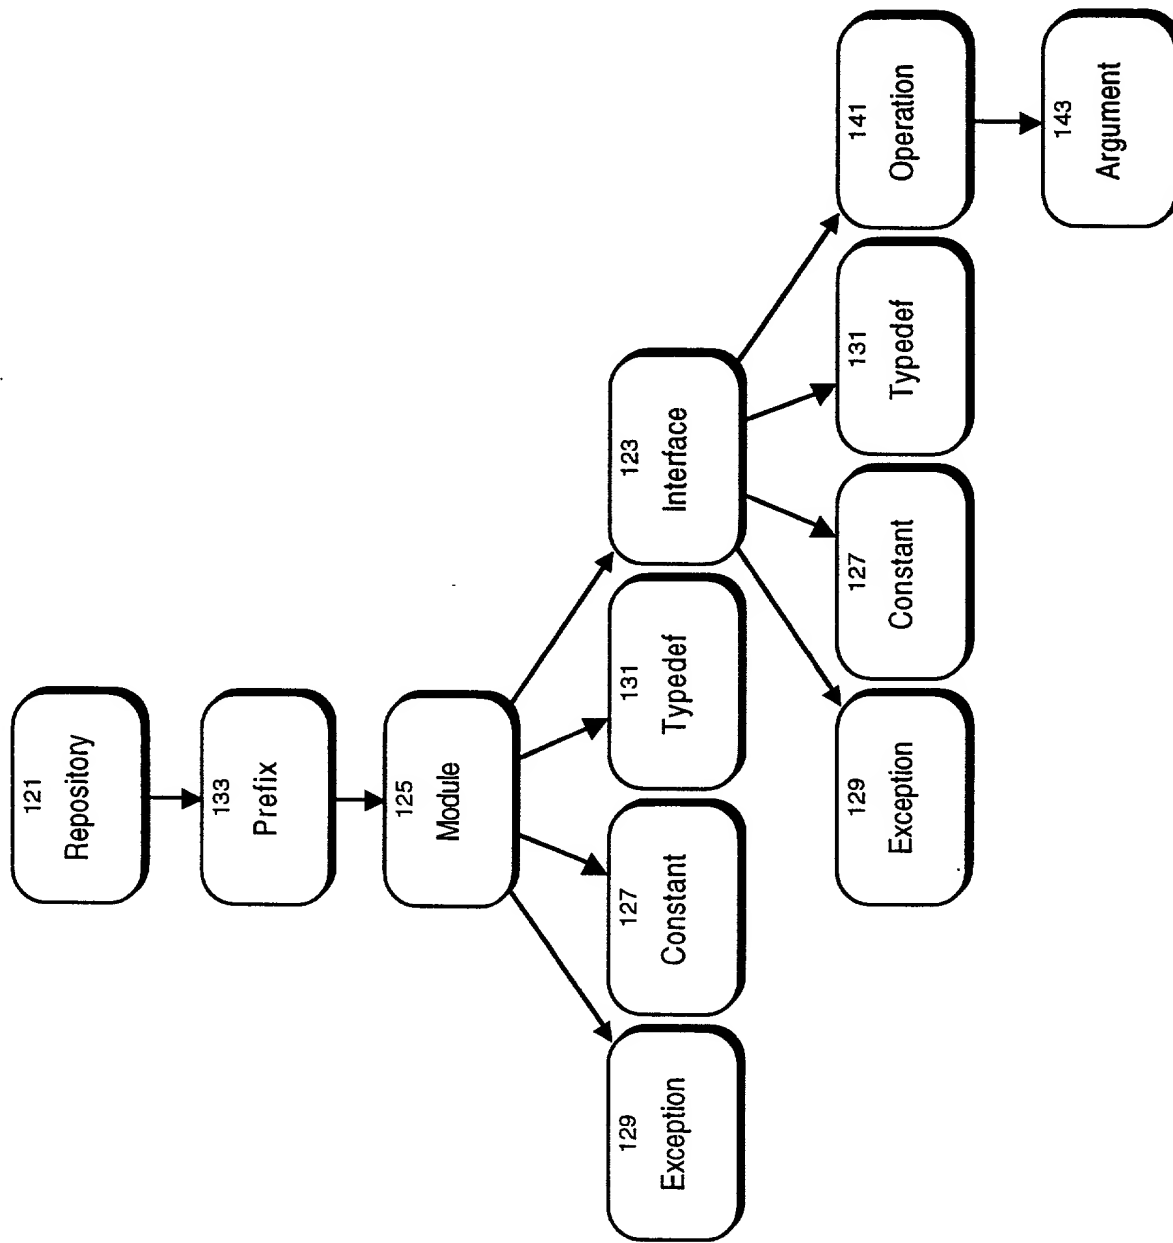 121
Repository
133
Prefix
125
Module
129
Exception
127
Constant
131
Typedef
123
Interface
129
Exception
127
Constant
131
Typedef
141
Operation
143
Argument